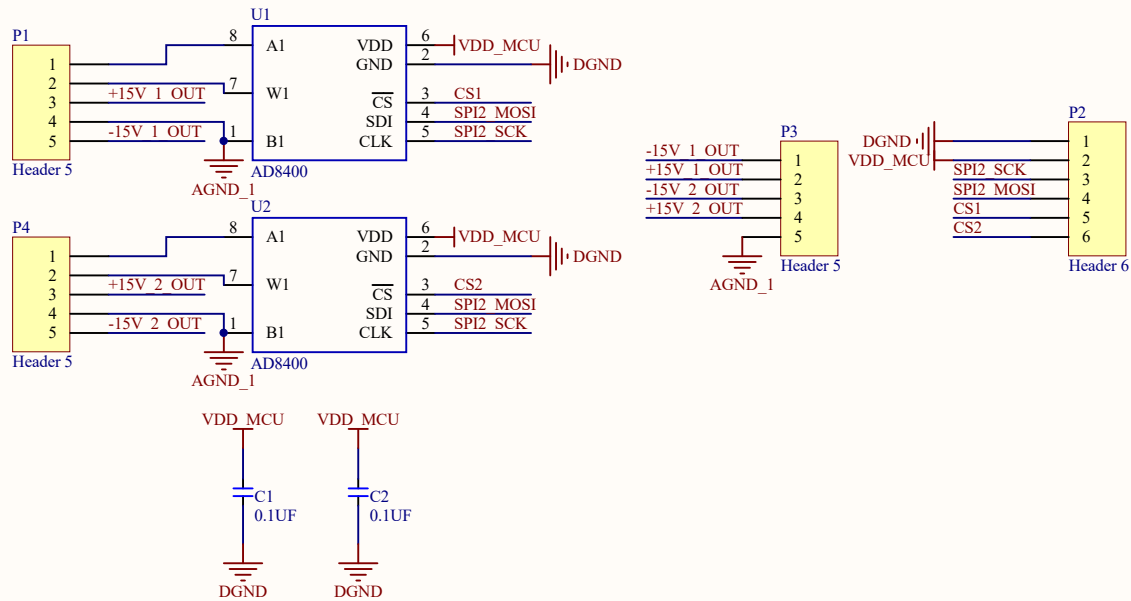 P1
1
2
3
4
5
+15V_1_OUT
-15V_1_OUT
Header 5
AGND_1
U1
8
7
1
A1
W1
B1
VDD
GND
CS
SDI
CLK
6
2
3
4
5
VDD_MCU
DGND
CS1
SPI2_MOSI
SPI2_SCK
AD8400
P4
1
2
3
4
5
+15V_2_OUT
-15V_2_OUT
Header 5
AGND_1
U2
8
7
1
A1
W1
B1
VDD
GND
CS
SDI
CLK
6
2
3
4
5
VDD_MCU
DGND
CS2
SPI2_MOSI
SPI2_SCK
AD8400
P3
-15V_1_OUT
+15V_1_OUT
-15V_2_OUT
+15V_2_OUT
1
2
3
4
5
AGND_1
Header 5
P2
DGND
VDD_MCU
SPI2_SCK
SPI2_MOSI
CS1
CS2
1
2
3
4
5
6
Header 6
VDD_MCU
C1
0.1UF
DGND
VDD_MCU
C2
0.1UF
DGND